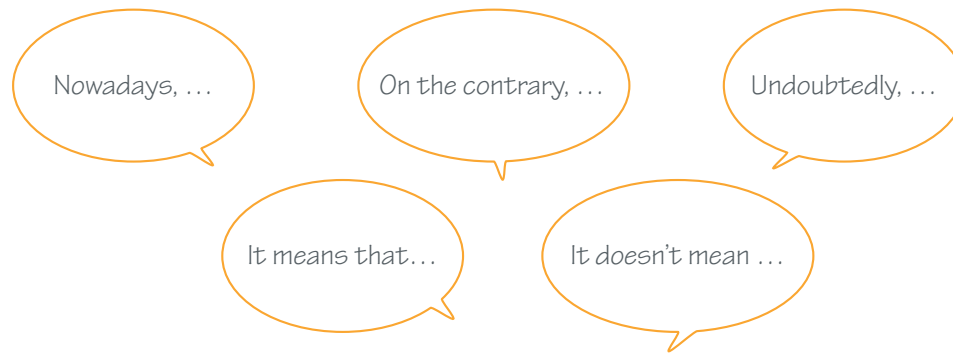 Nowadays, ...
On the contrary, ...
Undoubtedly, ...
It means that...
It doesn't mean ...